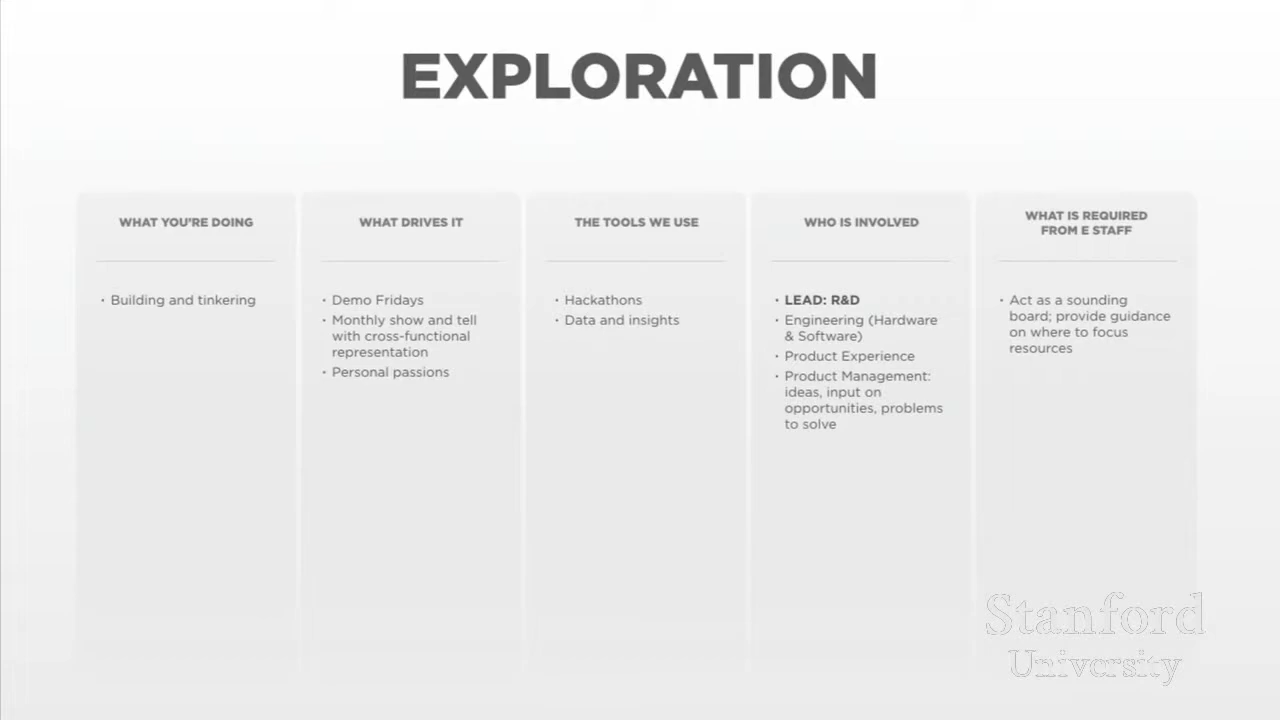 EXPLORATION
WHAT YOU'RE DOING
• Building and tinkering
WHAT DRIVES IT
• Demo Fridays
• Monthly show and tell
with cross-functional
representation
• Personal passions
THE TOOLS WE USE
• Hackathons
• Data and insights
WHO IS INVOLVED
• LEAD: R&D
• Engineering (Hardware
& Software)
• Product Experience
• Product Management:
ideas, input on
opportunities, problems
to solve
WHAT IS REQUIRED
FROM E STAFF
• Act as a sounding
board; provide guidance
on where to focus
resources
Stanford
University